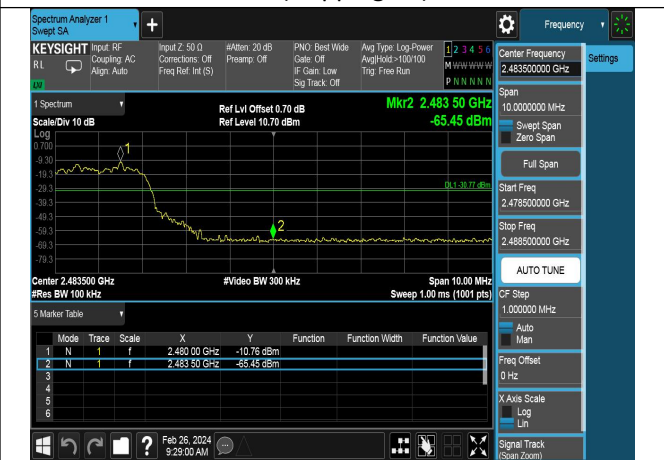 Spectrum Analyzer 1
Swept SA
Frequency
KEYSIGHT
RL
Input: RF
Coupling: AC
Align: Auto
Input Z: 50 Ω
Corrections: Off
Freq Ref: Int (S)
#Atten: 20 dB
Preamp: Off
PNO: Best Wide
Gate: Off
IF Gain: Low
Sig Track: Off
Avg Type: Log-Power
Avg|Hold:>100/100
Trig: Free Run
1 2 3 4 5 6
M W W W W W
P N N N N N
Center Frequency
2.483500000 GHz
Settings
Span
10.0000000 MHz
Swept Span
Zero Span
Full Span
Start Freq
2.478500000 GHz
Stop Freq
2.488500000 GHz
AUTO TUNE
CF Step
1.000000 MHz
Auto
Man
Freq Offset
0 Hz
X Axis Scale
Log
Lin
Signal Track
(Span Zoom)
1 Spectrum
Scale/Div 10 dB
Ref Lvl Offset 0.70 dB
Ref Level 10.70 dBm
Mkr2 2.483 50 GHz
-65.45 dBm
Log
0.700
-9.30
-19.3
-29.3
-39.3
-49.3
-59.3
-69.3
-79.3
1
2
DL1 -30.77 dBm
Center 2.483500 GHz
#Res BW 100 kHz
#Video BW 300 kHz
Span 10.00 MHz
Sweep 1.00 ms (1001 pts)
5 Marker Table
Mode Trace Scale X Y Function Function Width Function Value
1 N 1 f 2.480 00 GHz -10.76 dBm
2 N 1 f 2.483 50 GHz -65.45 dBm
3
4
5
6
?
Feb 26, 2024
9:29:00 AM